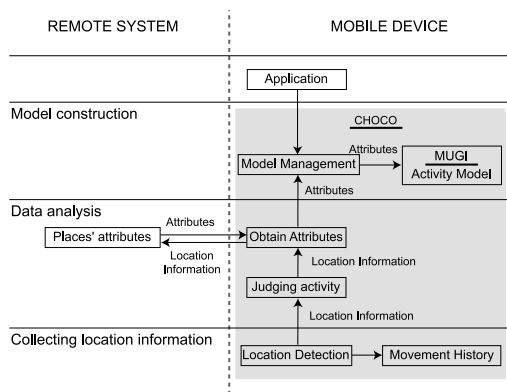 REMOTE SYSTEM
MOBILE DEVICE
Application
Model construction
CHOCO
Attributes
Model Management
MUGI
Activity Model
Attributes
Data analysis
Attributes
Places' attributes
Obtain Attributes
Location
Information
Location Information
Judging activity
Location Information
Collecting location information
Location Detection
Movement History